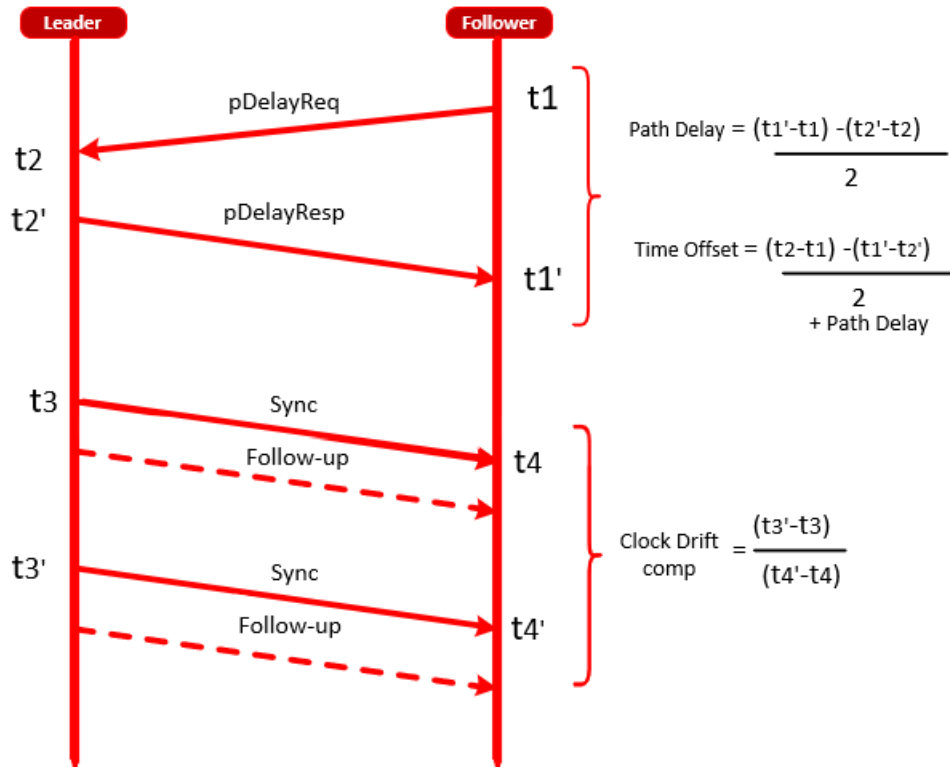 Leader
Follower
pDelayReq
t1
t2
Path Delay = (t1'-t1) -(t2'-t2)
2
t2'
pDelayResp
t1'
Time Offset = (t2-t1) -(t1'-t2')
2
+ Path Delay
t3
Sync
Follow-up
t4
Clock Drift
comp
= (t3'-t3)
(t4'-t4)
t3'
Sync
Follow-up
t4'